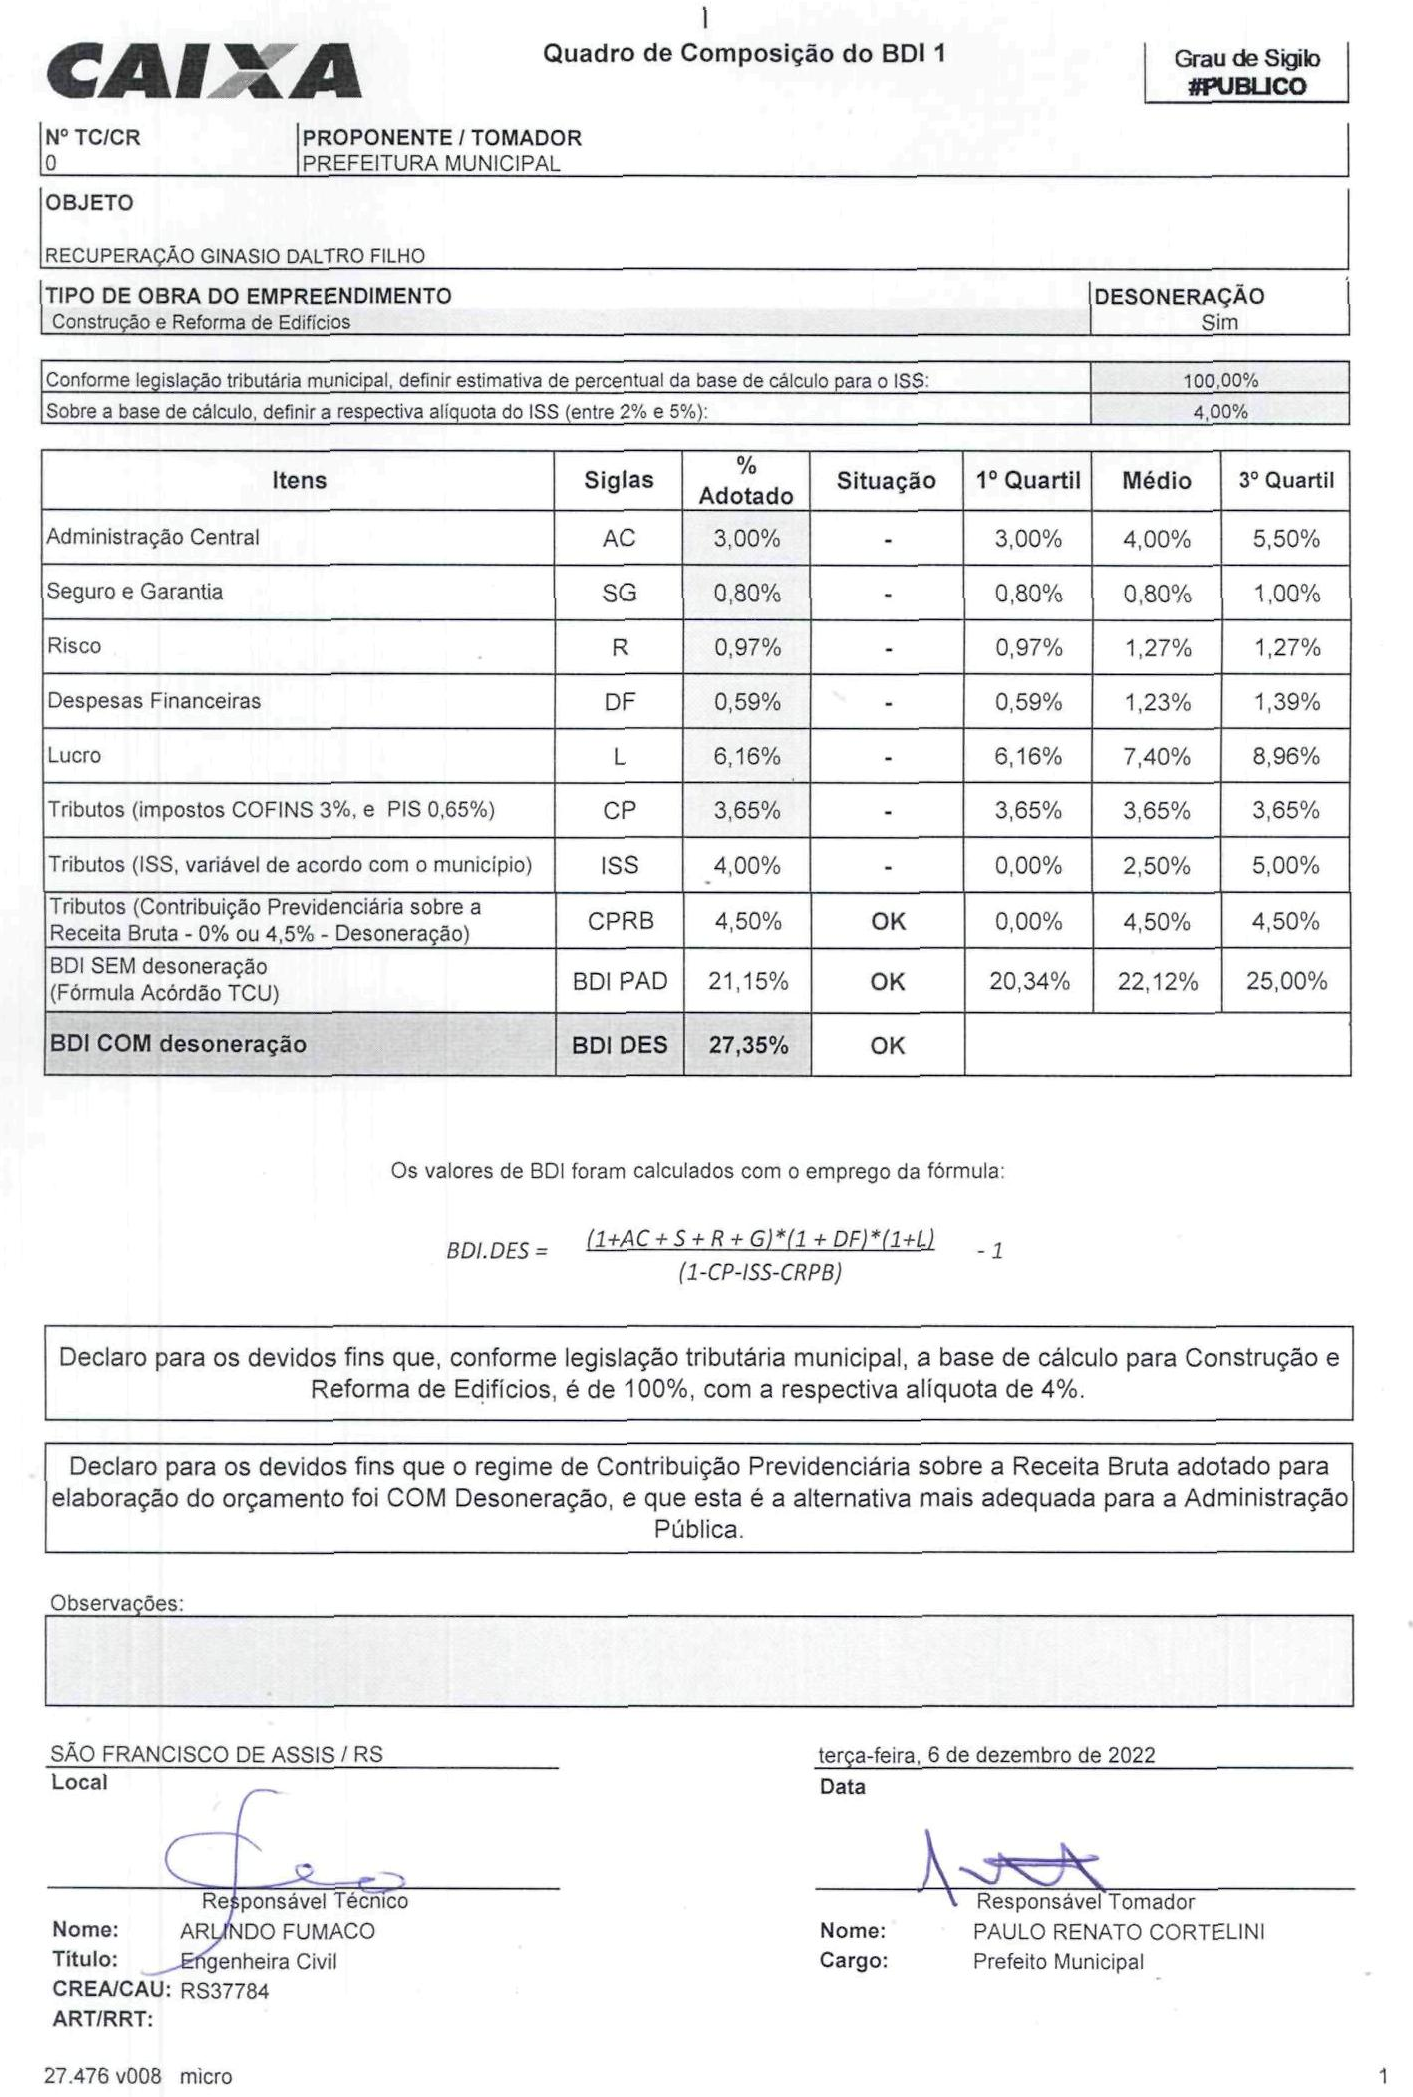 CAIXA
Quadro de Composição do BDI 1
Grau de Sigilo
#PUBLICO
Nº TC/CR
0
PROPONENTE / TOMADOR
PREFEITURA MUNICIPAL
OBJETO
RECUPERAÇÃO GINASIO DALTRO FILHO
TIPO DE OBRA DO EMPREENDIMENTO
Construção e Reforma de Edifícios
DESONERAÇÃO
Sim
Conforme legislação tributária municipal, definir estimativa de percentual da base de cálculo para o ISS: 100,00%
Sobre a base de cálculo, definir a respectiva alíquota do ISS (entre 2% e 5%): 4,00%
Itens Siglas % Adotado Situação 1º Quartil Médio 3º Quartil
Administração Central AC 3,00% - 3,00% 4,00% 5,50%
Seguro e Garantia SG 0,80% - 0,80% 0,80% 1,00%
Risco R 0,97% - 0,97% 1,27% 1,27%
Despesas Financeiras DF 0,59% - 0,59% 1,23% 1,39%
Lucro L 6,16% - 6,16% 7,40% 8,96%
Tributos (impostos COFINS 3%, e PIS 0,65%) CP 3,65% - 3,65% 3,65% 3,65%
Tributos (ISS, variável de acordo com o município) ISS 4,00% - 0,00% 2,50% 5,00%
Tributos (Contribuição Previdenciária sobre a
Receita Bruta - 0% ou 4,5% - Desoneração) CPRB 4,50% OK 0,00% 4,50% 4,50%
BDI SEM desoneração
(Fórmula Acórdão TCU) BDI PAD 21,15% OK 20,34% 22,12% 25,00%
BDI COM desoneração BDI DES 27,35% OK
Os valores de BDI foram calculados com o emprego da fórmula:
BDI.DES = (1+AC + S + R + G)*(1 + DF)*(1+L) - 1
(1-CP-ISS-CRPB)
Declaro para os devidos fins que, conforme legislação tributária municipal, a base de cálculo para Construção e
Reforma de Edifícios, é de 100%, com a respectiva alíquota de 4%.
Declaro para os devidos fins que o regime de Contribuição Previdenciária sobre a Receita Bruta adotado para
elaboração do orçamento foi COM Desoneração, e que esta é a alternativa mais adequada para a Administração
Pública.
Observações:
SÃO FRANCISCO DE ASSIS / RS
Local
terça-feira, 6 de dezembro de 2022
Data
Responsável Técnico
Nome: ARLINDO FUMACO
Título: Engenheira Civil
CREA/CAU: RS37784
ART/RRT:
Responsável Tomador
Nome: PAULO RENATO CORTELINI
Cargo: Prefeito Municipal
27.476 v008 micro
1